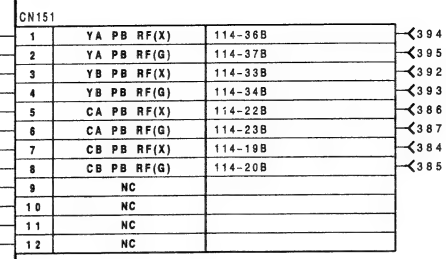 CN151
1 YA PB RF(X) 114-36B 394
2 YA PB RF(G) 114-37B 395
3 YB PB RF(X) 114-33B 392
4 YB PB RF(G) 114-34B 393
5 CA PB RF(X) 114-22B 386
6 CA PB RF(G) 114-23B 387
7 CB PB RF(X) 114-19B 384
8 CB PB RF(G) 114-20B 385
9 NC
10 NC
11 NC
12 NC